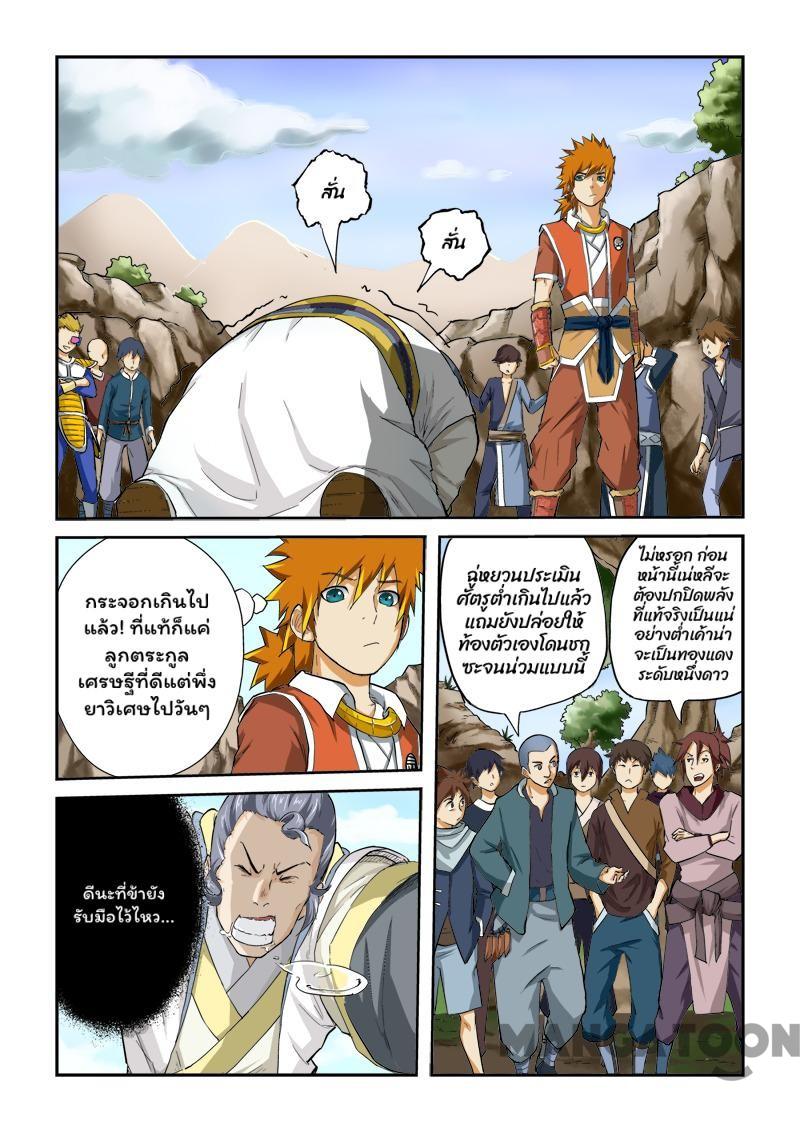 สั่น
สั่น
กระจอกเกินไป
แล้ว! ที่แท้ก็แค่
ลูกตระกูล
เศรษฐีที่ดีแต่พึ่ง
ยาวิเศษไปวันๆ
ฉู่หยวนประเมิน
ศัตรูต่ำเกินไปแล้ว
แถมยังปล่อยให้
ท้องตัวเองโดนชก
ซะจนน่วมแบบนี้
ไม่หรอก ก่อน
หน้านี้เน่หลีจะ
ต้องปกปิดพลัง
ที่แท้จริงเป็นแน่
อย่างต่ำเค้าน่า
จะเป็นทองแดง
ระดับหนึ่งดาว
ดีนะที่ข้ายัง
รับมือไว้ไหว...
MANGATOON